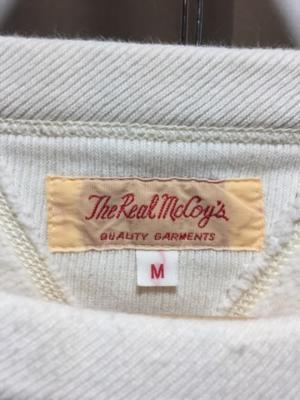 The Real McCoy's
QUALITY GARMENTS
M